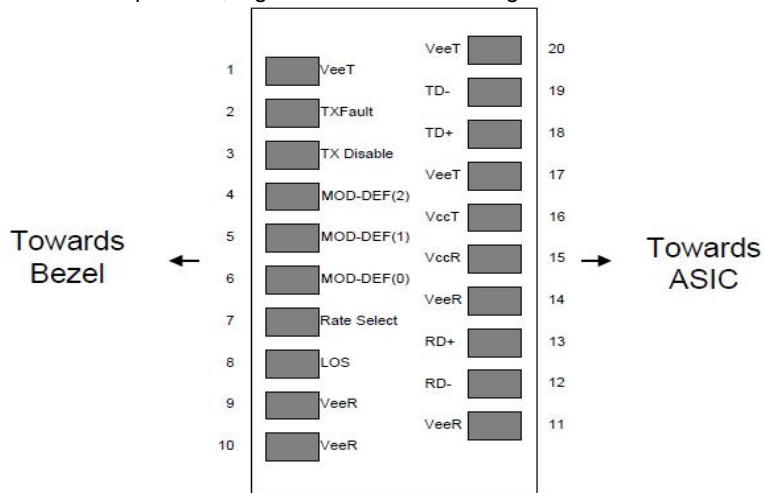 VeeT 20
1 VeeT
TD- 19
2 TXFault
TD+ 18
3 TX Disable
VeeT 17
4 MOD-DEF(2)
VccT 16
5 MOD-DEF(1)
Towards
Bezel
VccR 15
Towards
ASIC
6 MOD-DEF(0)
VeeR 14
7 Rate Select
RD+ 13
8 LOS
RD- 12
9 VeeR
VeeR 11
10 VeeR